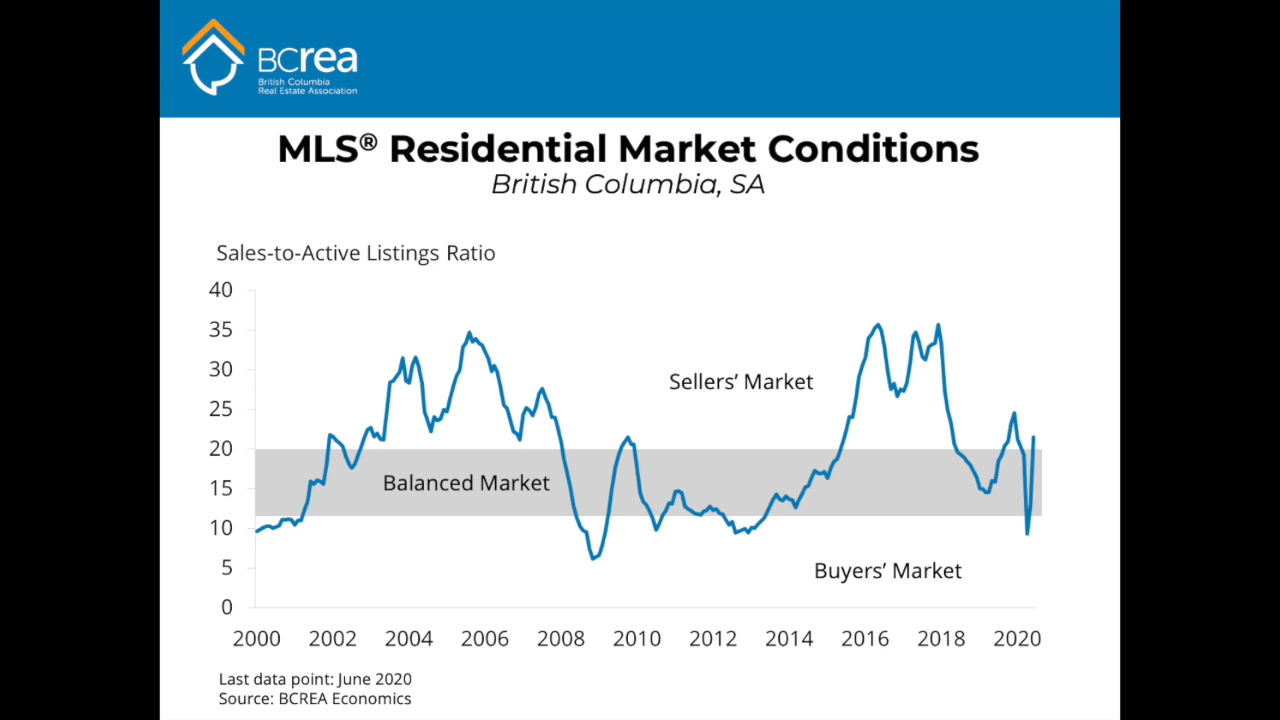 BCrea
British Columbia
Real Estate Association
MLS® Residential Market Conditions
British Columbia, SA
Sales-to-Active Listings Ratio
40
35
30
25
20
15
10
5
0
Sellers’ Market
Balanced Market
Buyers’ Market
2000 2002 2004 2006 2008 2010 2012 2014 2016 2018 2020
Last data point: June 2020
Source: BCREA Economics